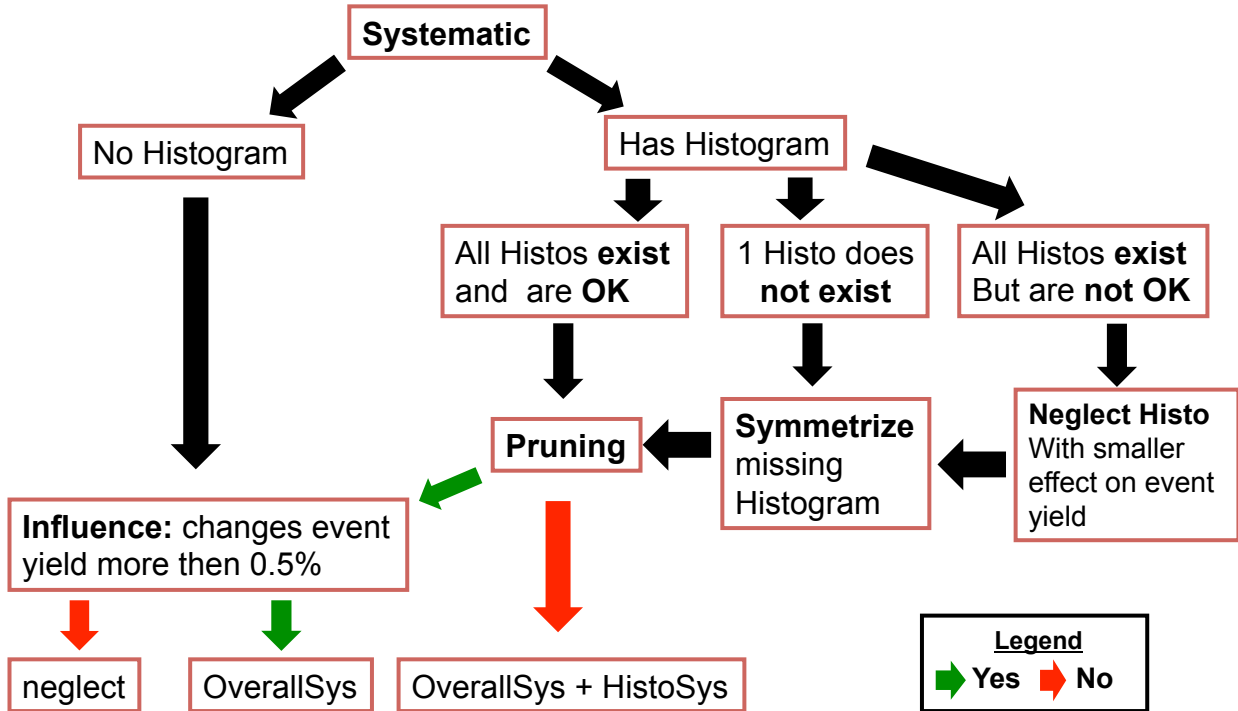 Systematic
No Histogram
Has Histogram
All Histos exist
and are OK
1 Histo does
not exist
All Histos exist
But are not OK
Pruning
Symmetrize
missing
Histogram
Neglect Histo
With smaller
effect on event
yield
Influence: changes event
yield more then 0.5%
neglect
OverallSys
OverallSys + HistoSys
Legend
Yes No